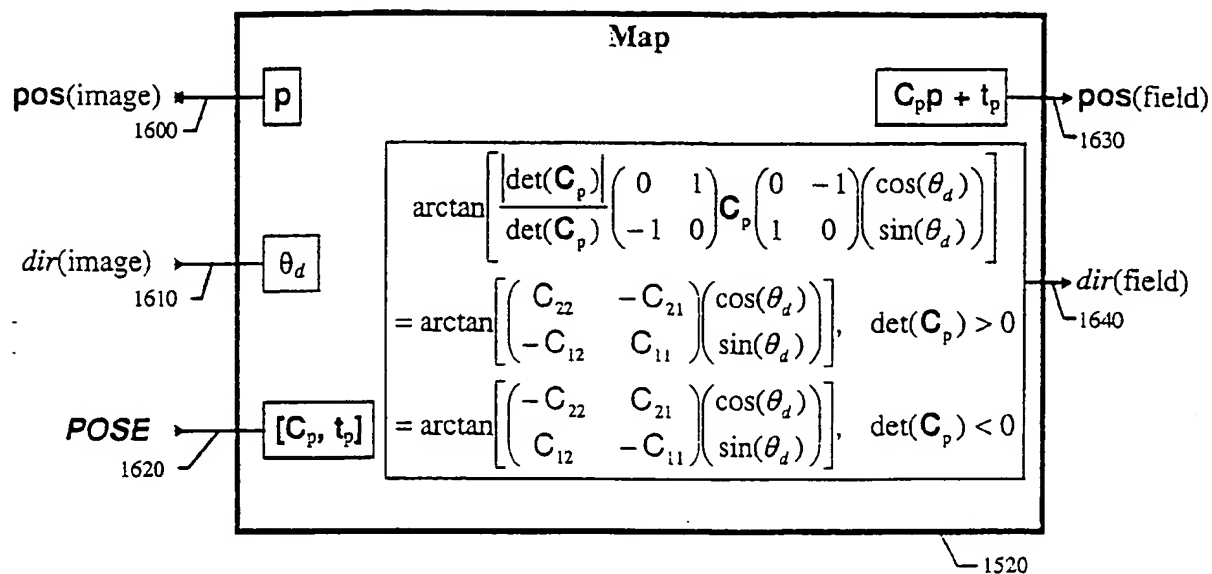 Map
pos(image)
1600
p
C_p p + t_p
pos(field)
1630
arctan[ |det(C_p)| / det(C_p) ( 0 1 ; -1 0 ) C_p ( 0 -1 ; 1 0 ) ( cos(θ_d) ; sin(θ_d) ) ]
dir(image)
1610
θ_d
= arctan[ ( C_22 -C_21 ; -C_12 C_11 ) ( cos(θ_d) ; sin(θ_d) ) ], det(C_p) > 0
dir(field)
1640
POSE
1620
[C_p, t_p]
= arctan[ ( -C_22 C_21 ; C_12 -C_11 ) ( cos(θ_d) ; sin(θ_d) ) ], det(C_p) < 0
1520